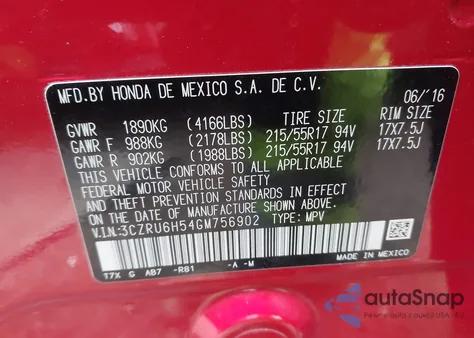 MFD.BY HONDA DE MEXICO S.A. DE C.V. 06/'16
GVWR 1890KG (4166LBS) TIRE SIZE RIM SIZE
GAWR F 988KG (2178LBS) 215/55R17 94V 17X7.5J
GAWR R 902KG (1988LBS) 215/55R17 94V 17X7.5J
THIS VEHICLE CONFORMS TO ALL APPLICABLE
FEDERAL MOTOR VEHICLE SAFETY AND BUMPER
STANDARDS IN EFFECT ON THE DATE OF
MANUFACTURE SHOWN ABOVE.
V.I.N:3CZRU6H54GM756902 TYPE: MPV
T7X G AB7 -R81 -A -M MADE IN MEXICO
autoSnap